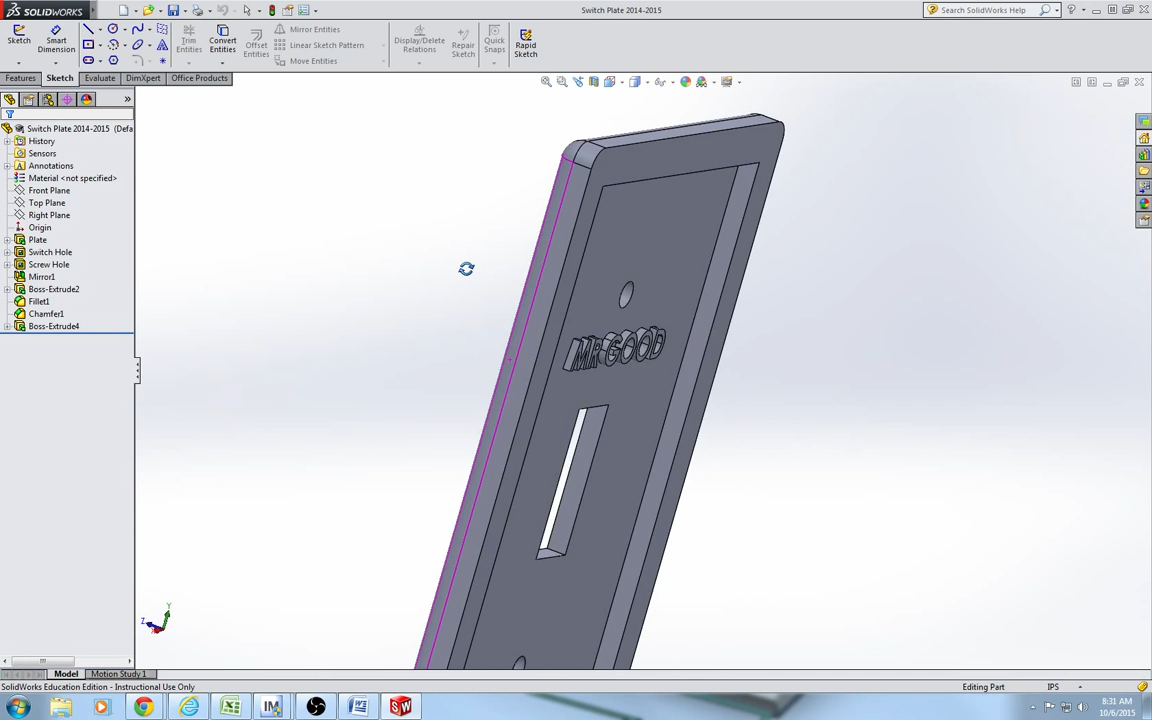 SOLIDWORKS
Switch Plate 2014-2015
Search SolidWorks Help
Sketch
Smart Dimension
Trim Entities
Convert Entities
Offset Entities
Mirror Entities
Linear Sketch Pattern
Move Entities
Display/Delete Relations
Repair Sketch
Quick Snaps
Rapid Sketch
Features
Sketch
Evaluate
DimXpert
Office Products
Switch Plate 2014-2015 (Defa
History
Sensors
Annotations
Material <not specified>
Front Plane
Top Plane
Right Plane
Origin
Plate
Switch Hole
Screw Hole
Mirror1
Boss-Extrude2
Fillet1
Chamfer1
Boss-Extrude4
MR GOOD
Y
Z
X
Model
Motion Study 1
SolidWorks Education Edition - Instructional Use Only
Editing Part
IPS
IM
SW
8:31 AM
10/6/2015